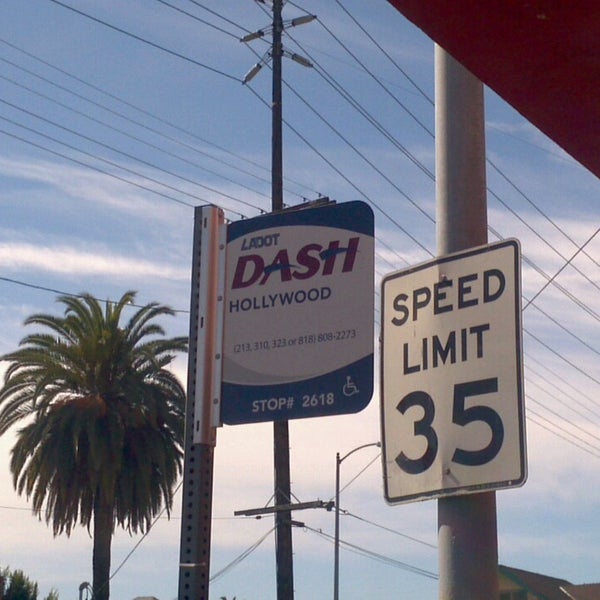 LADOT
DASH
HOLLYWOOD
(213, 310, 323 or 818) 808-2273
STOP# 2618
SPEED
LIMIT
35